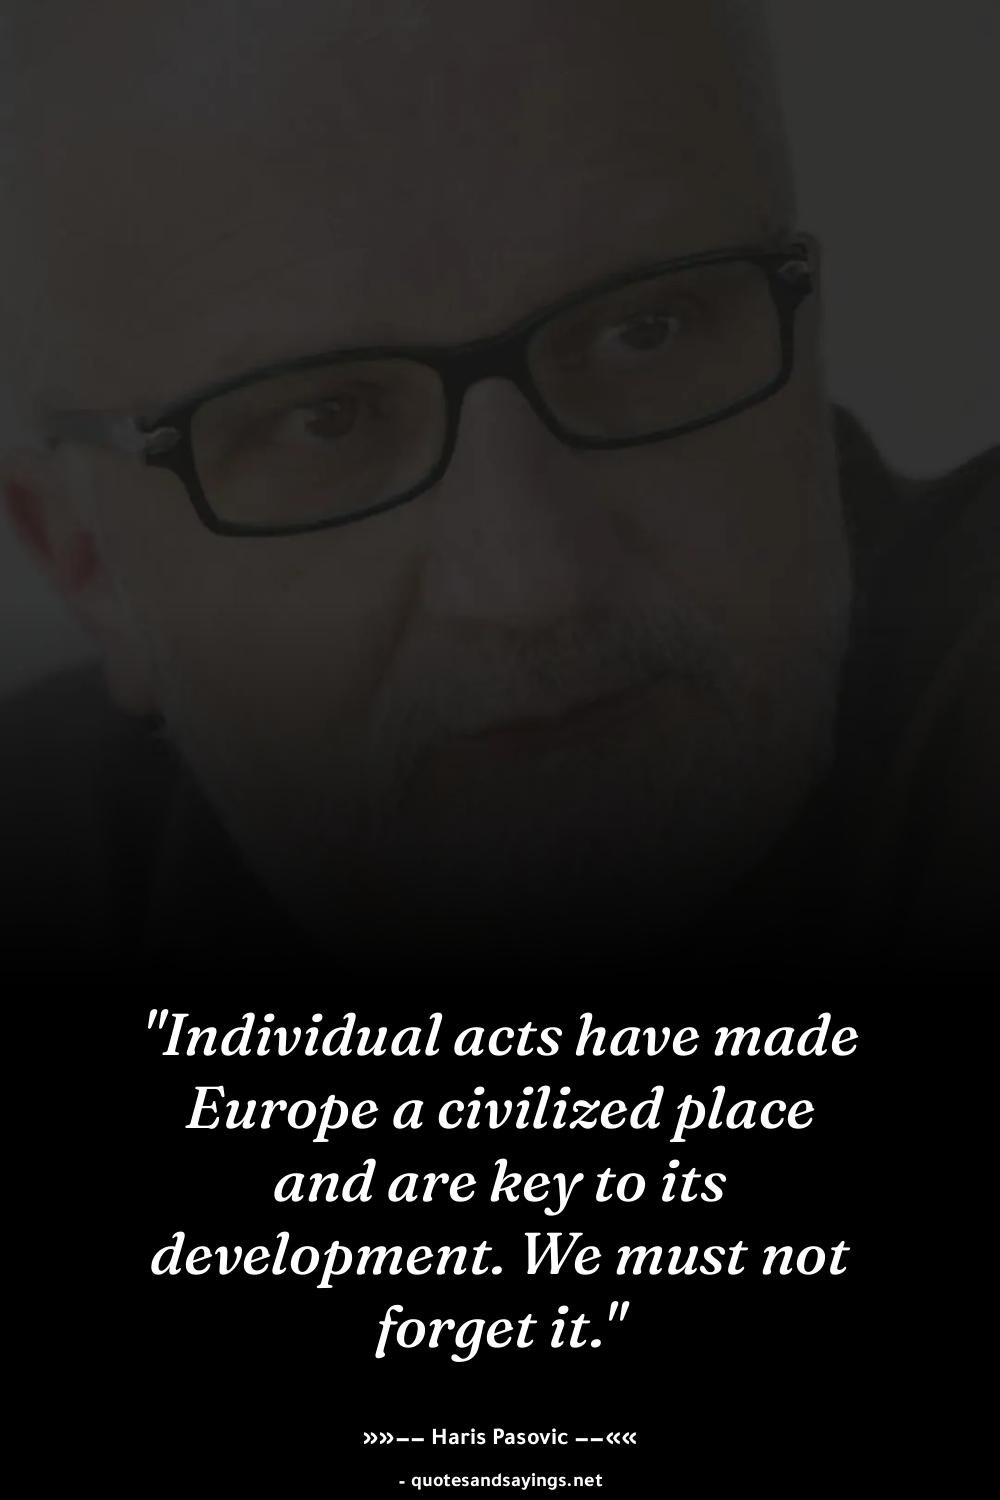 "Individual acts have made
Europe a civilized place
and are key to its
development. We must not
forget it."
»»−− Haris Pasovic −−««
- quotesandsayings.net